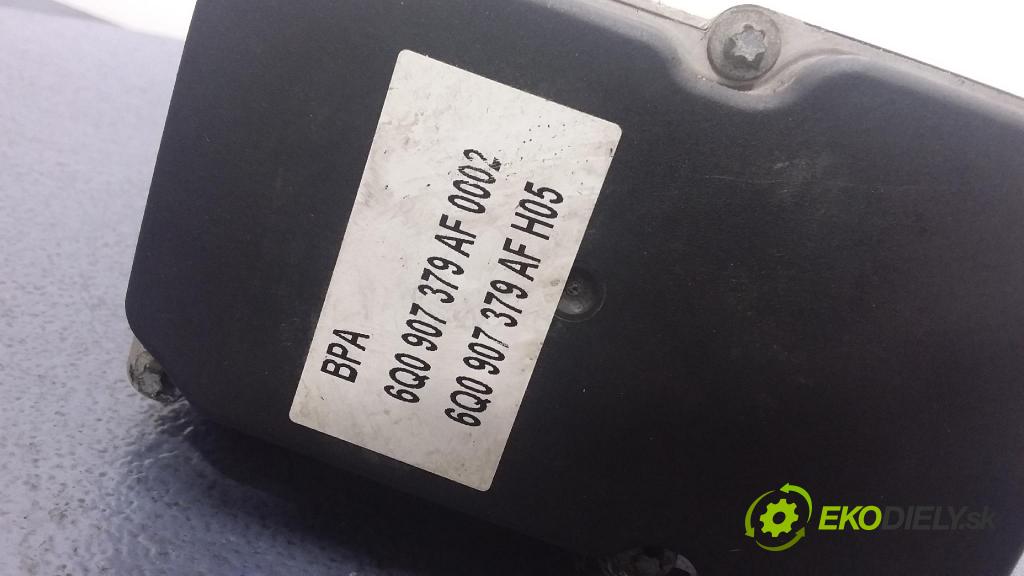 BPA
6Q0 907 379 AF 0002
6Q0 907 379 AF H05
EKODIELY.sk